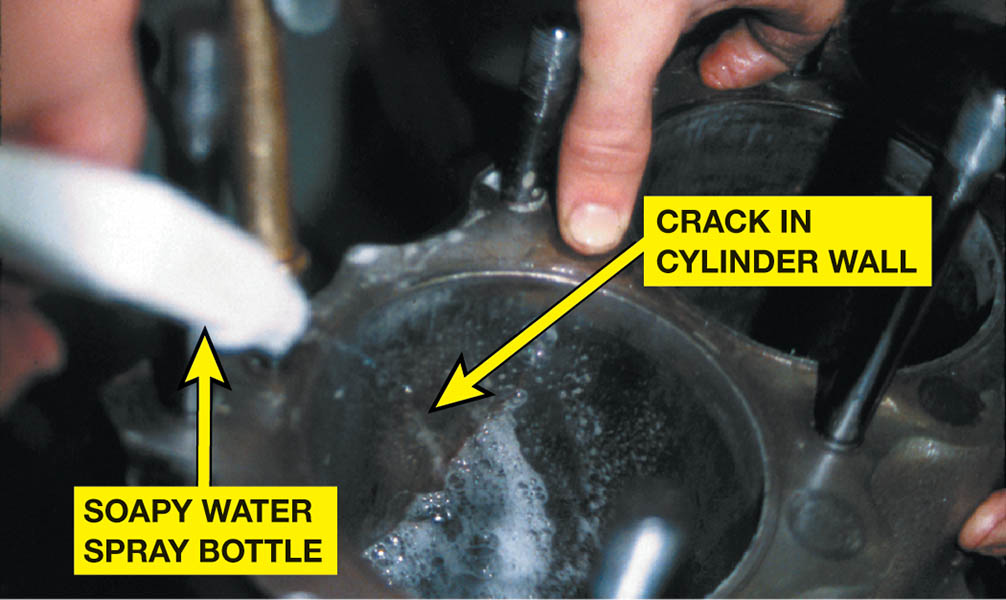 CRACK IN
CYLINDER WALL
SOAPY WATER
SPRAY BOTTLE